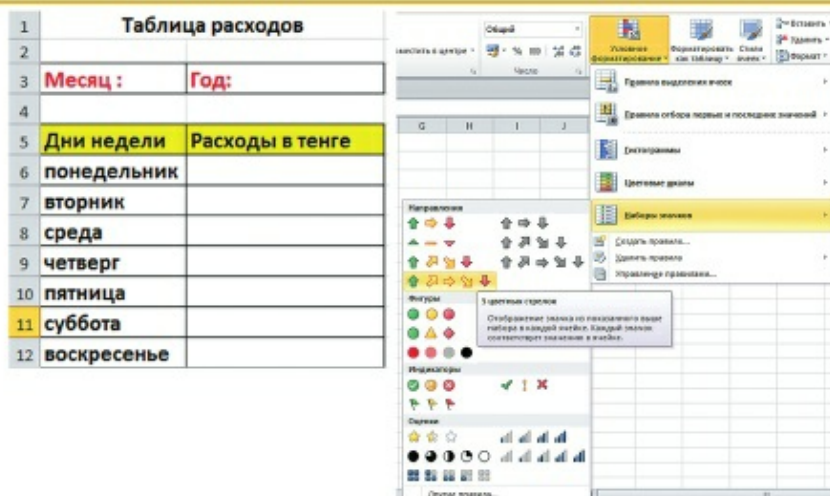 1 Таблица расходов
2
3 Месяц : Год:
4
5 Дни недели Расходы в тенге
6 понедельник
7 вторник
8 среда
9 четверг
10 пятница
11 суббота
12 воскресенье
Общий
Число
Условное форматирование
Форматировать как таблицу
Стили ячеек
Вставить
Удалить
Формат
Правила выделения ячеек
Правила отбора первых и последних значений
Гистограммы
Цветовые шкалы
Наборы значков
Создать правило...
Удалить правила
Управление правилами...
G H I J
Направления
5 цветных стрелок
Отображение значка из показанного выше
набора в каждой ячейке. Каждый значок
соответствует значению в ячейке.
Фигуры
Индикаторы
Оценки
Другие правила...